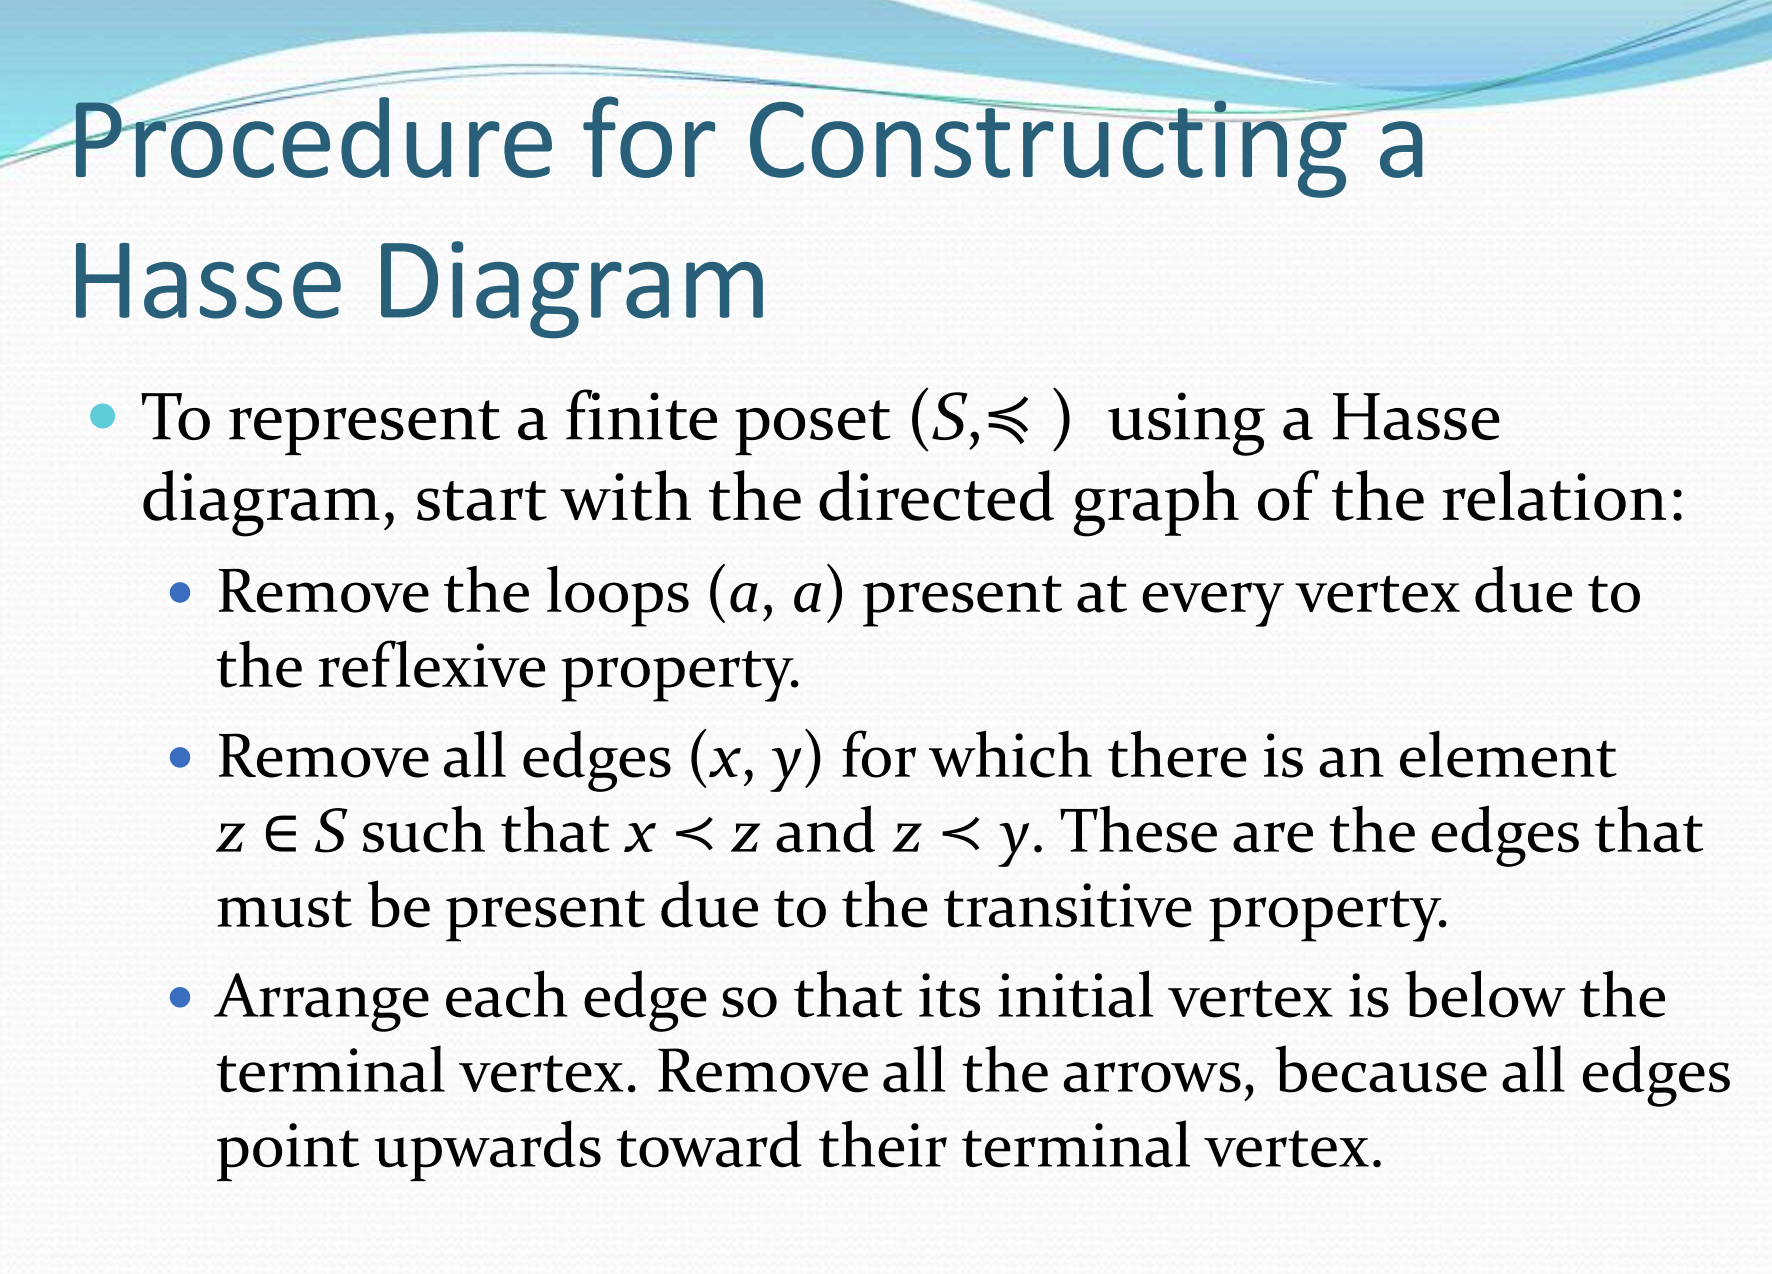 Procedure for Constructing a
Hasse Diagram
• To represent a finite poset (S,≼ ) using a Hasse
diagram, start with the directed graph of the relation:
• Remove the loops (a, a) present at every vertex due to
the reflexive property.
• Remove all edges (x, y) for which there is an element
z ∈ S such that x ≺ z and z ≺ y. These are the edges that
must be present due to the transitive property.
• Arrange each edge so that its initial vertex is below the
terminal vertex. Remove all the arrows, because all edges
point upwards toward their terminal vertex.